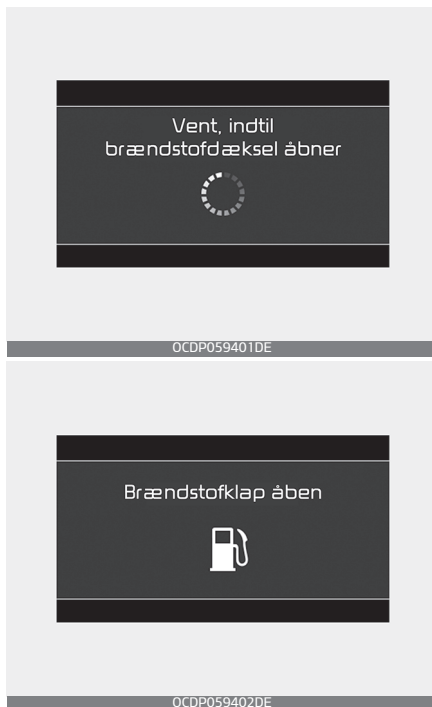 Vent, indtil
brændstofdæksel åbner
OCDP059401DE
Brændstofklap åben
OCDP059402DE